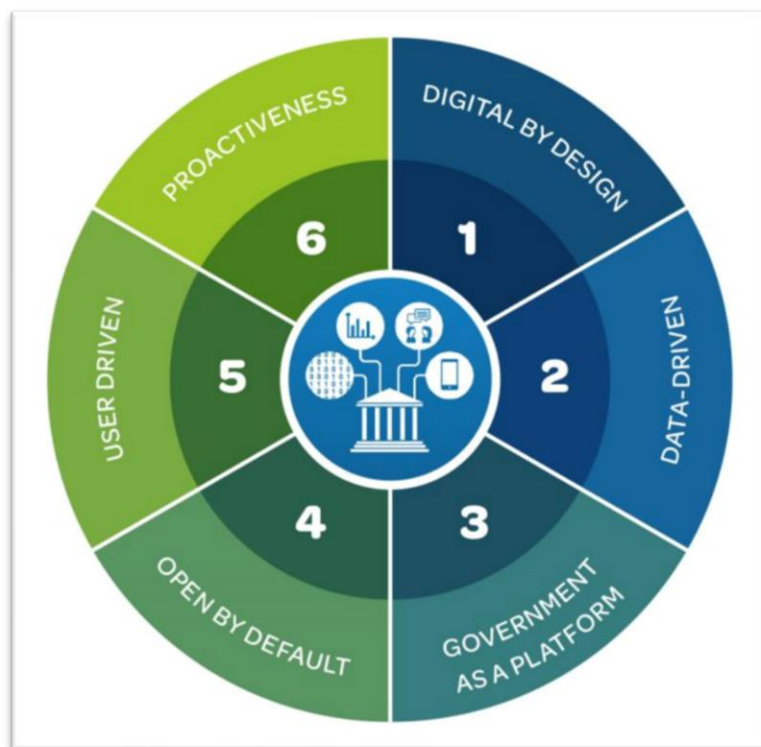 DIGITAL BY DESIGN
1
DATA-DRIVEN
2
GOVERNMENT
AS A PLATFORM
3
OPEN BY DEFAULT
4
USER DRIVEN
5
PROACTIVENESS
6